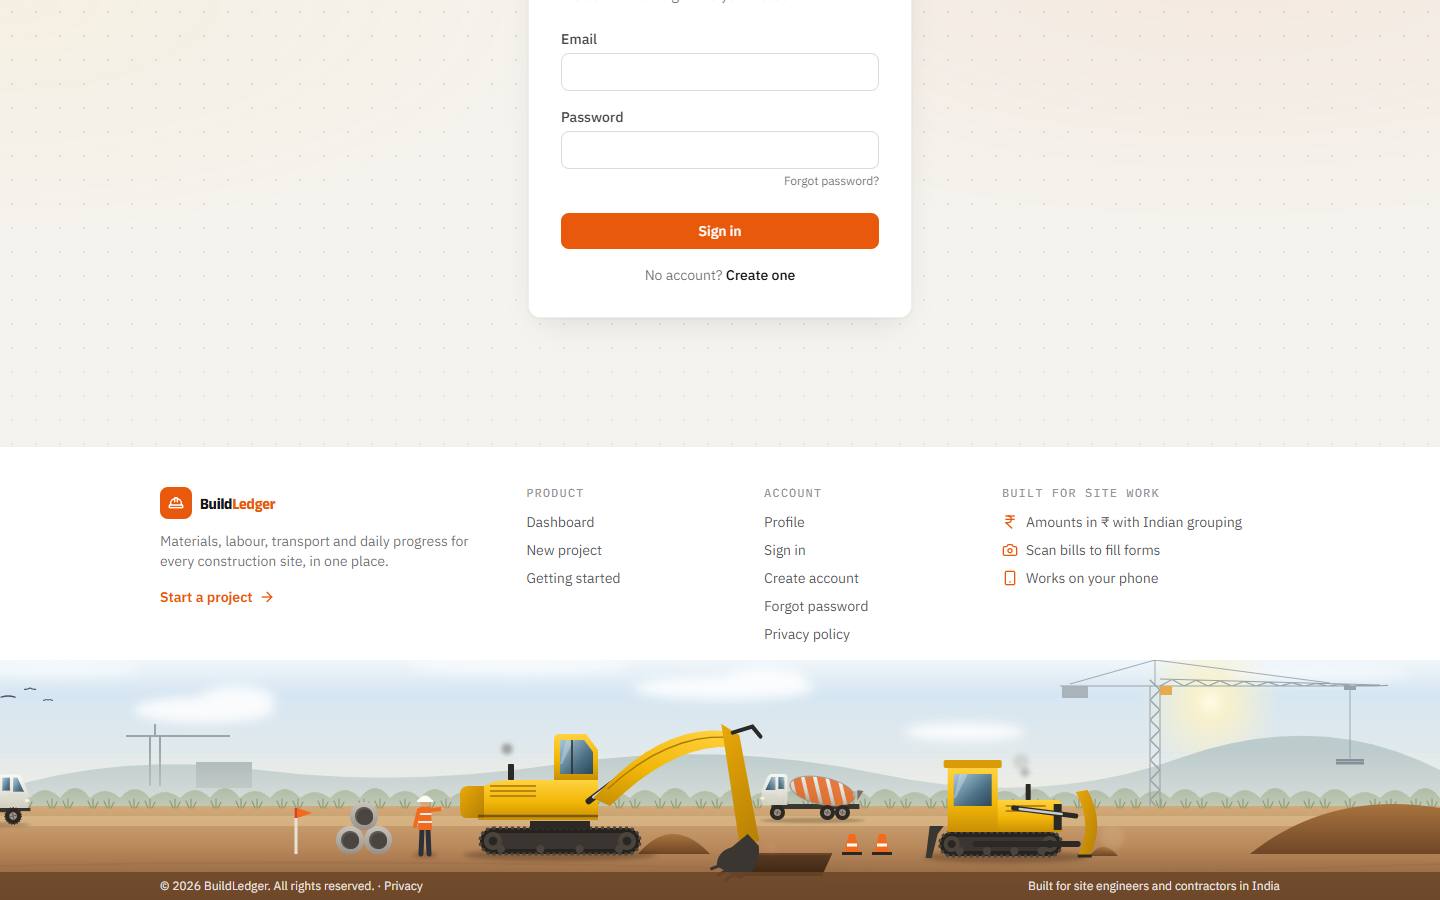 Email
Password
Forgot password?
Sign in
No account? Create one
BuildLedger
Materials, labour, transport and daily progress for
every construction site, in one place.
Start a project
PRODUCT
Dashboard
New project
Getting started
ACCOUNT
Profile
Sign in
Create account
Forgot password
Privacy policy
BUILT FOR SITE WORK
Amounts in ₹ with Indian grouping
Scan bills to fill forms
Works on your phone
© 2026 BuildLedger. All rights reserved. · Privacy
Built for site engineers and contractors in India